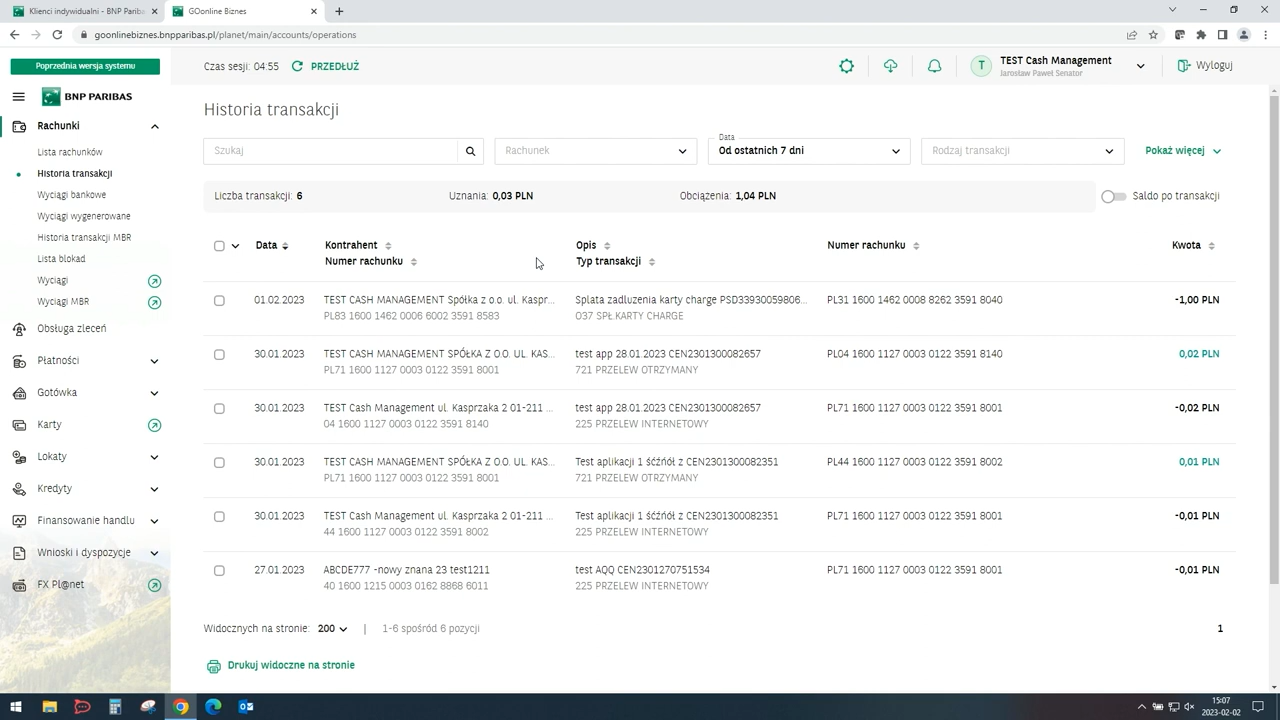 Klienci indywidualni - BNP Pariba
GOonline Biznes
goonlinebiznes.bnpparibas.pl/planet/main/accounts/operations
Poprzednia wersja systemu
Czas sesji: 04:55
PRZEDŁUŻ
T
TEST Cash Management
Jarosław Paweł Senator
Wyloguj
BNP PARIBAS
Rachunki
Lista rachunków
Historia transakcji
Wyciągi bankowe
Wyciągi wygenerowane
Historia transakcji MBR
Lista blokad
Wyciągi
Wyciągi MBR
Obsługa zleceń
Płatności
Gotówka
Karty
Lokaty
Kredyty
Finansowanie handlu
Wnioski i dyspozycje
FX Pl@net
Historia transakcji
Szukaj
Rachunek
Data
Od ostatnich 7 dni
Rodzaj transakcji
Pokaż więcej
Liczba transakcji: 6
Uznania: 0,03 PLN
Obciążenia: 1,04 PLN
Saldo po transakcji
Data
Kontrahent
Numer rachunku
Opis
Typ transakcji
Numer rachunku
Kwota
01.02.2023 TEST CASH MANAGEMENT Spółka z o.o. ul. Kaspr... Splata zadluzenia karty charge PSD33930059806... PL31 1600 1462 0008 8262 3591 8040 -1,00 PLN
PL83 1600 1462 0006 6002 3591 8583 037 SPŁ.KARTY CHARGE
30.01.2023 TEST CASH MANAGEMENT SPÓŁKA Z O.O. UL. KAS... test app 28.01.2023 CEN2301300082657 PL04 1600 1127 0003 0122 3591 8140 0,02 PLN
PL71 1600 1127 0003 0122 3591 8001 721 PRZELEW OTRZYMANY
30.01.2023 TEST Cash Management ul. Kasprzaka 2 01-211 ... test app 28.01.2023 CEN2301300082657 PL71 1600 1127 0003 0122 3591 8001 -0,02 PLN
04 1600 1127 0003 0122 3591 8140 225 PRZELEW INTERNETOWY
30.01.2023 TEST CASH MANAGEMENT SPÓŁKA Z O.O. UL. KAS... Test aplikacji 1 śćźńół z CEN2301300082351 PL44 1600 1127 0003 0122 3591 8002 0,01 PLN
PL71 1600 1127 0003 0122 3591 8001 721 PRZELEW OTRZYMANY
30.01.2023 TEST Cash Management ul. Kasprzaka 2 01-211 ... Test aplikacji 1 śćźńół z CEN2301300082351 PL71 1600 1127 0003 0122 3591 8001 -0,01 PLN
44 1600 1127 0003 0122 3591 8002 225 PRZELEW INTERNETOWY
27.01.2023 ABCDE777 -nowy znana 23 test1211 test AQQ CEN2301270751534 PL71 1600 1127 0003 0122 3591 8001 -0,01 PLN
40 1600 1215 0003 0162 8868 6011 225 PRZELEW INTERNETOWY
Widocznych na stronie: 200 | 1-6 spośród 6 pozycji 1
Drukuj widoczne na stronie
15:07
2023-02-02